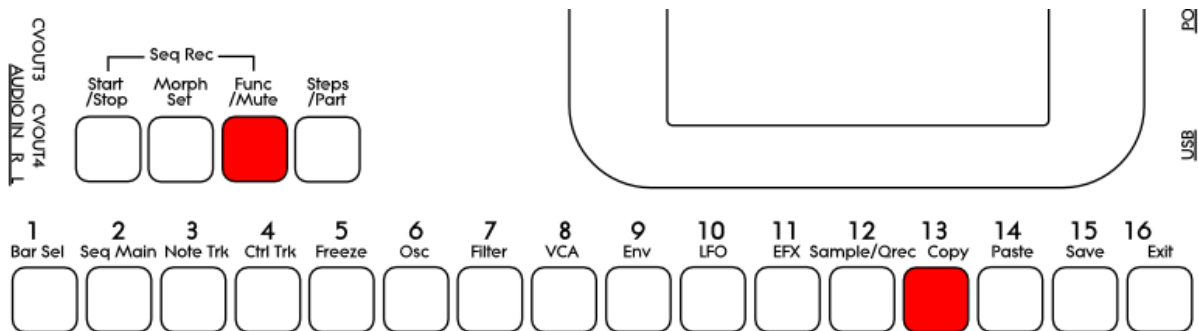 CVOUT3
CVOUT4
AUDIO IN R L
Seq Rec
Start
/Stop
Morph
Set
Func
/Mute
Steps
/Part
USB
1 2 3 4 5 6 7 8 9 10 11 12 13 14 15 16
Bar Sel Seq Main Note Trk Ctrl Trk Freeze Osc Filter VCA Env LFO EFX Sample/Qrec Copy Paste Save Exit